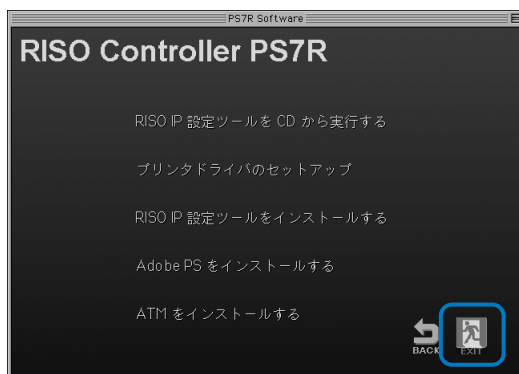 PS7R Software
RISO Controller PS7R
RISO IP 設定ツールを CD から実行する
プリンタドライバのセットアップ
RISO IP 設定ツールをインストールする
Adobe PS をインストールする
ATM をインストールする
BACK
EXIT